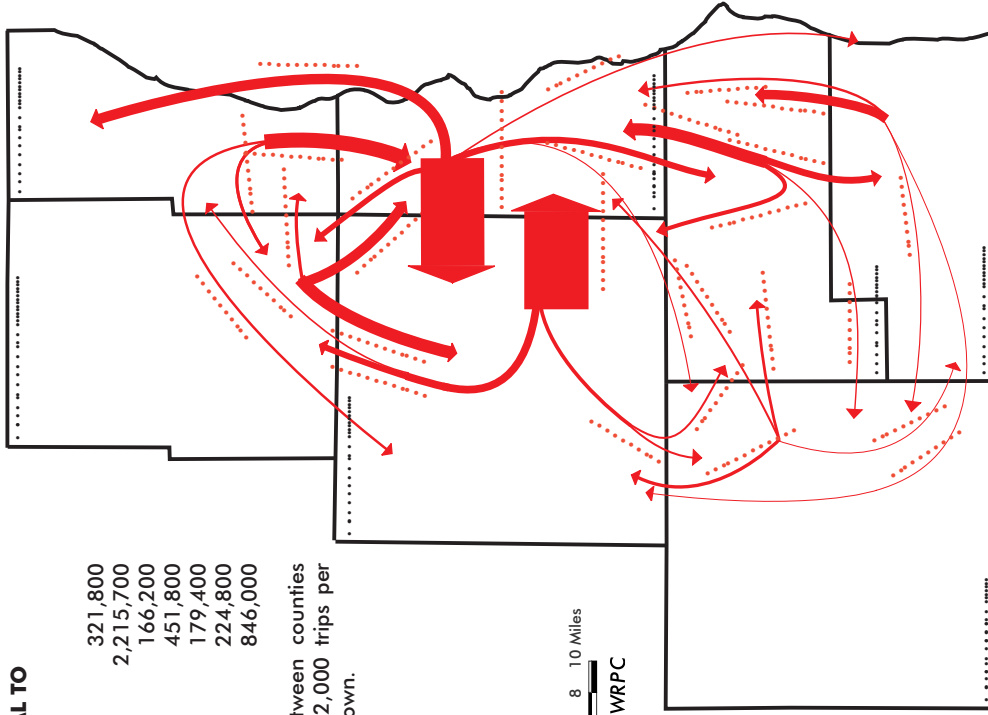 AL TO
321,800
2,215,700
166,200
451,800
179,400
224,800
846,000
tween counties
2,000 trips per
own.
8 10 Miles
WRPC